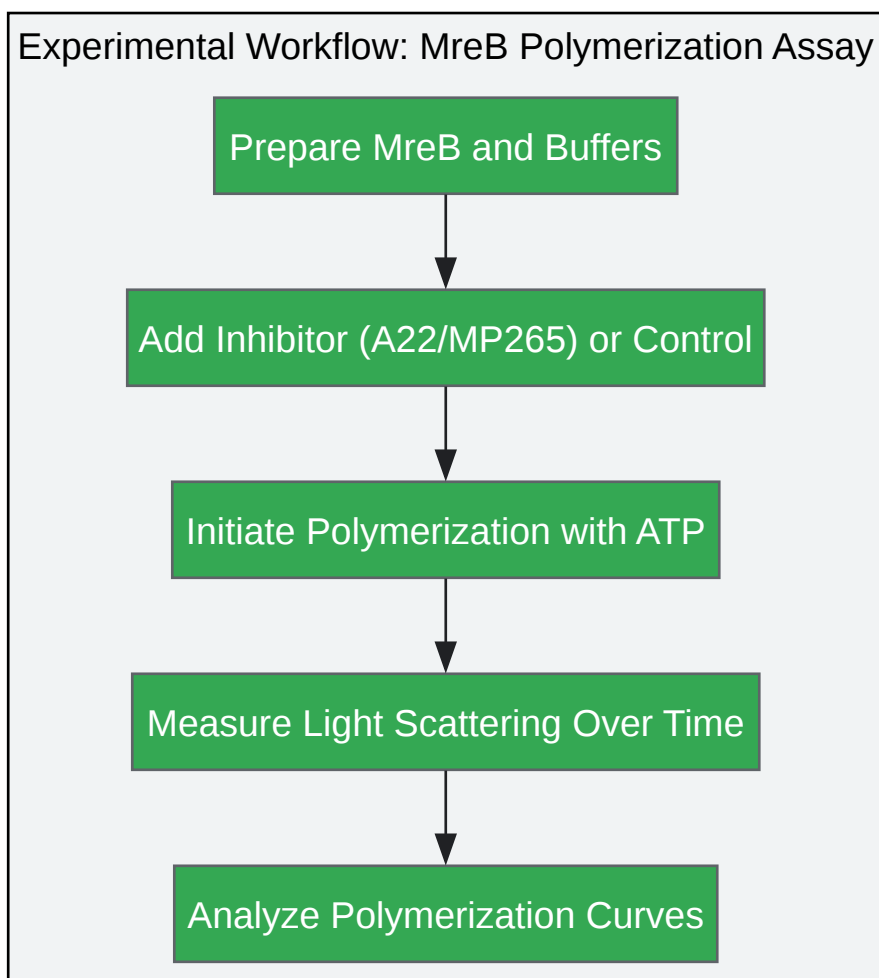 Experimental Workflow: MreB Polymerization Assay
Prepare MreB and Buffers
Add Inhibitor (A22/MP265) or Control
Initiate Polymerization with ATP
Measure Light Scattering Over Time
Analyze Polymerization Curves